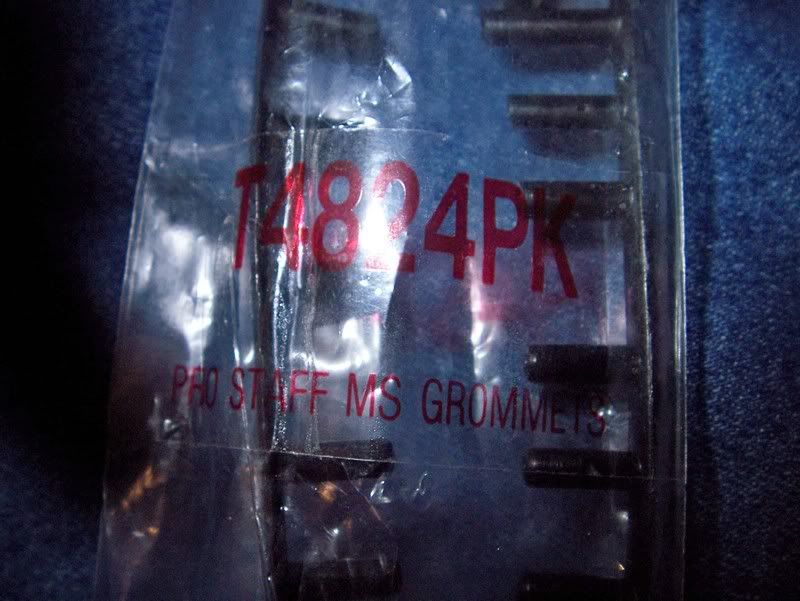 T4824PK
PRO STAFF MS GROMMETS